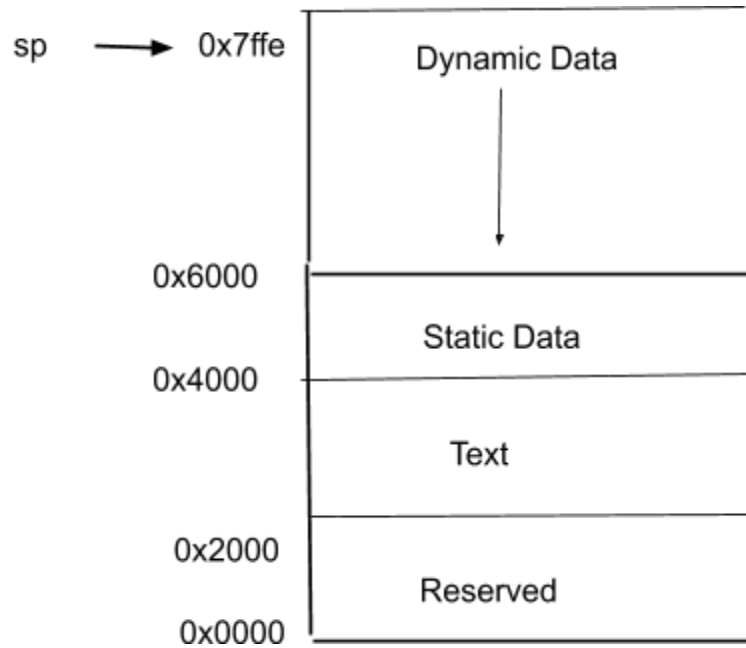 sp 0x7ffe Dynamic Data
0x6000
Static Data
0x4000
Text
0x2000
Reserved
0x0000